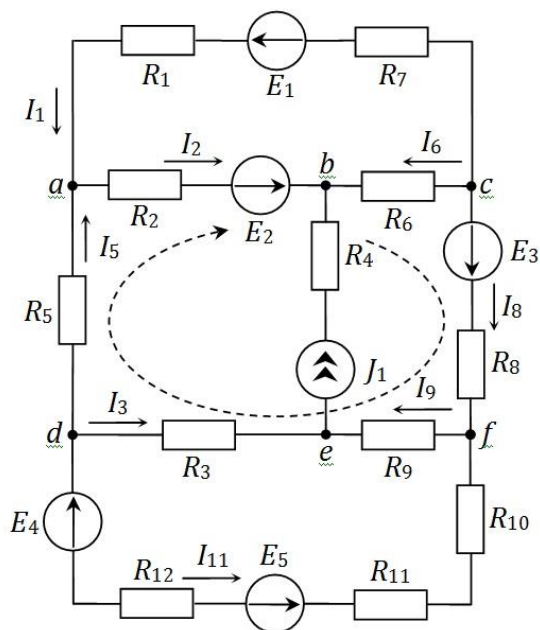 R1 E1 R7
I1
a I2 b I6 c
R2 E2 R6
R4 E3
I5
R5 J1 I8
R8
I9
d I3 e f
R3 R9
E4 R10
R12 I11 E5 R11